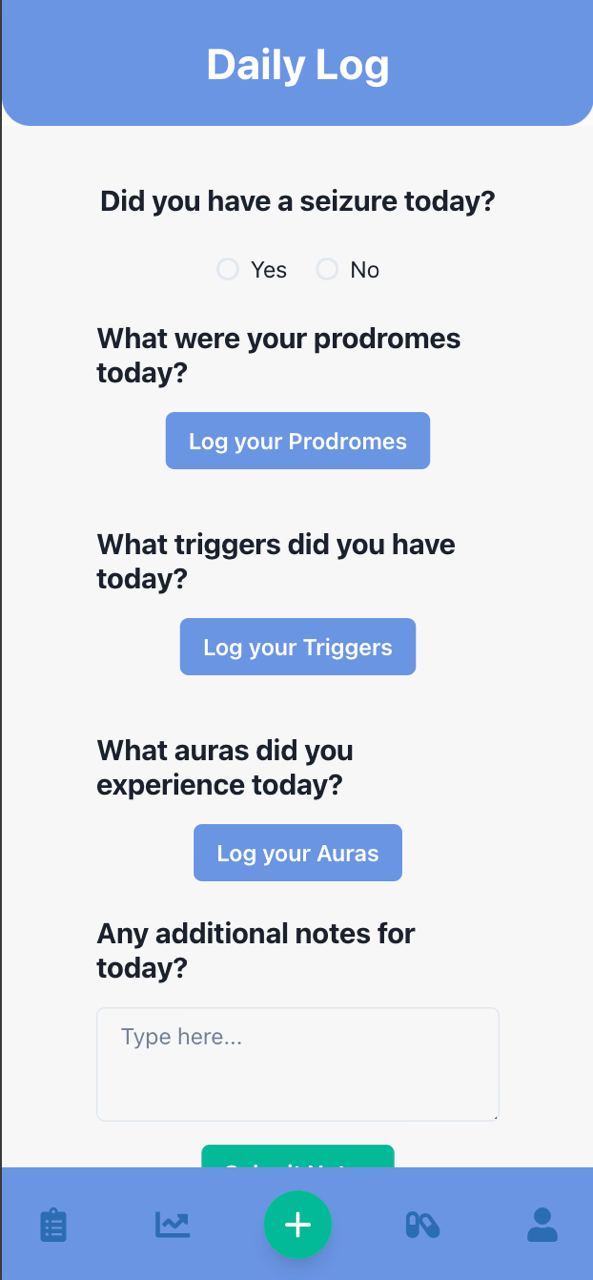 Daily Log
Did you have a seizure today?
Yes No
What were your prodromes
today?
Log your Prodromes
What triggers did you have
today?
Log your Triggers
What auras did you
experience today?
Log your Auras
Any additional notes for
today?
Type here...